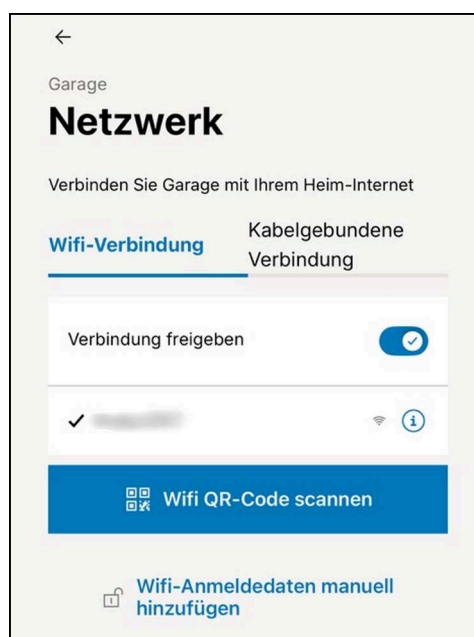 Garage
Netzwerk
Verbinden Sie Garage mit Ihrem Heim-Internet
Wifi-Verbindung
Kabelgebundene
Verbindung
Verbindung freigeben
Wifi QR-Code scannen
Wifi-Anmeldedaten manuell
hinzufügen